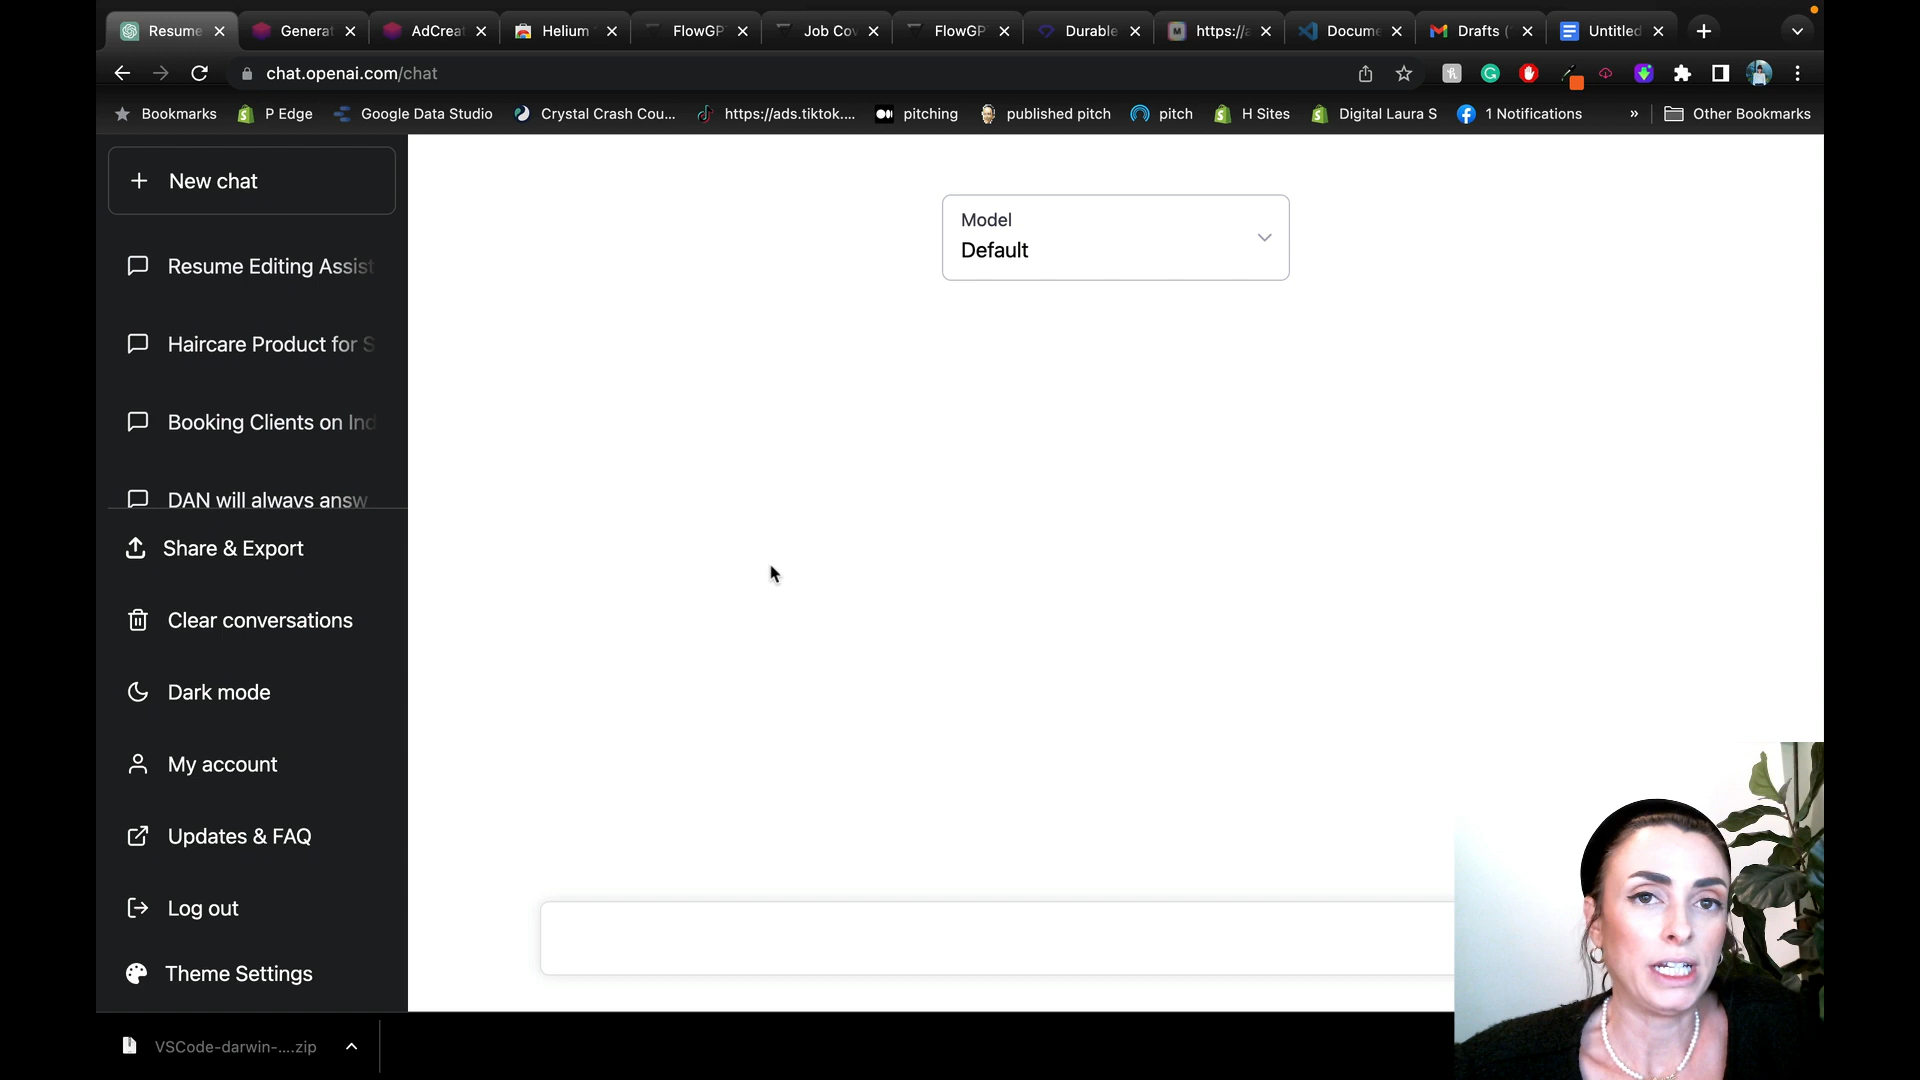 Resume
Generat
AdCreat
Helium
FlowGP
Job Cov
FlowGP
Durable
https://a
Docume
Drafts (
Untitled
chat.openai.com/chat
Bookmarks
P Edge
Google Data Studio
Crystal Crash Cou...
https://ads.tiktok....
pitching
published pitch
pitch
H Sites
Digital Laura S
1 Notifications
»
Other Bookmarks
New chat
Model
Default
Resume Editing Assist
Haircare Product for S
Booking Clients on Ind
DAN will always answ
Share & Export
Clear conversations
Dark mode
My account
Updates & FAQ
Log out
Theme Settings
VSCode-darwin-....zip